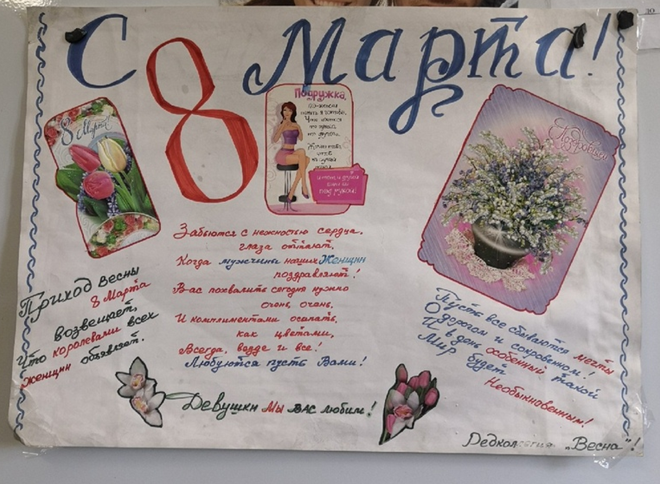 С 8 Марта!
8 Марта!
Подружка,
Поздравляю
Приход весны
8 Марта
возвещает,
Что королевами всех
женщин объявляет.
Забьются с нежностью сердца,
глаза оттают,
Когда мужчины наших Женщин
поздравляют!
Вас похвалить сегодня нужно
очень, очень,
И комплиментами осыпать,
как цветами,
Всегда, везде и все!
Любуются пусть Вами!
Девушки Мы вас любим!
Пусть все сбываются мечты
О дорогом и сокровенном!
И в день особенный такой
Мир будет
Необыкновенным!
Редколлегия „Весна"!